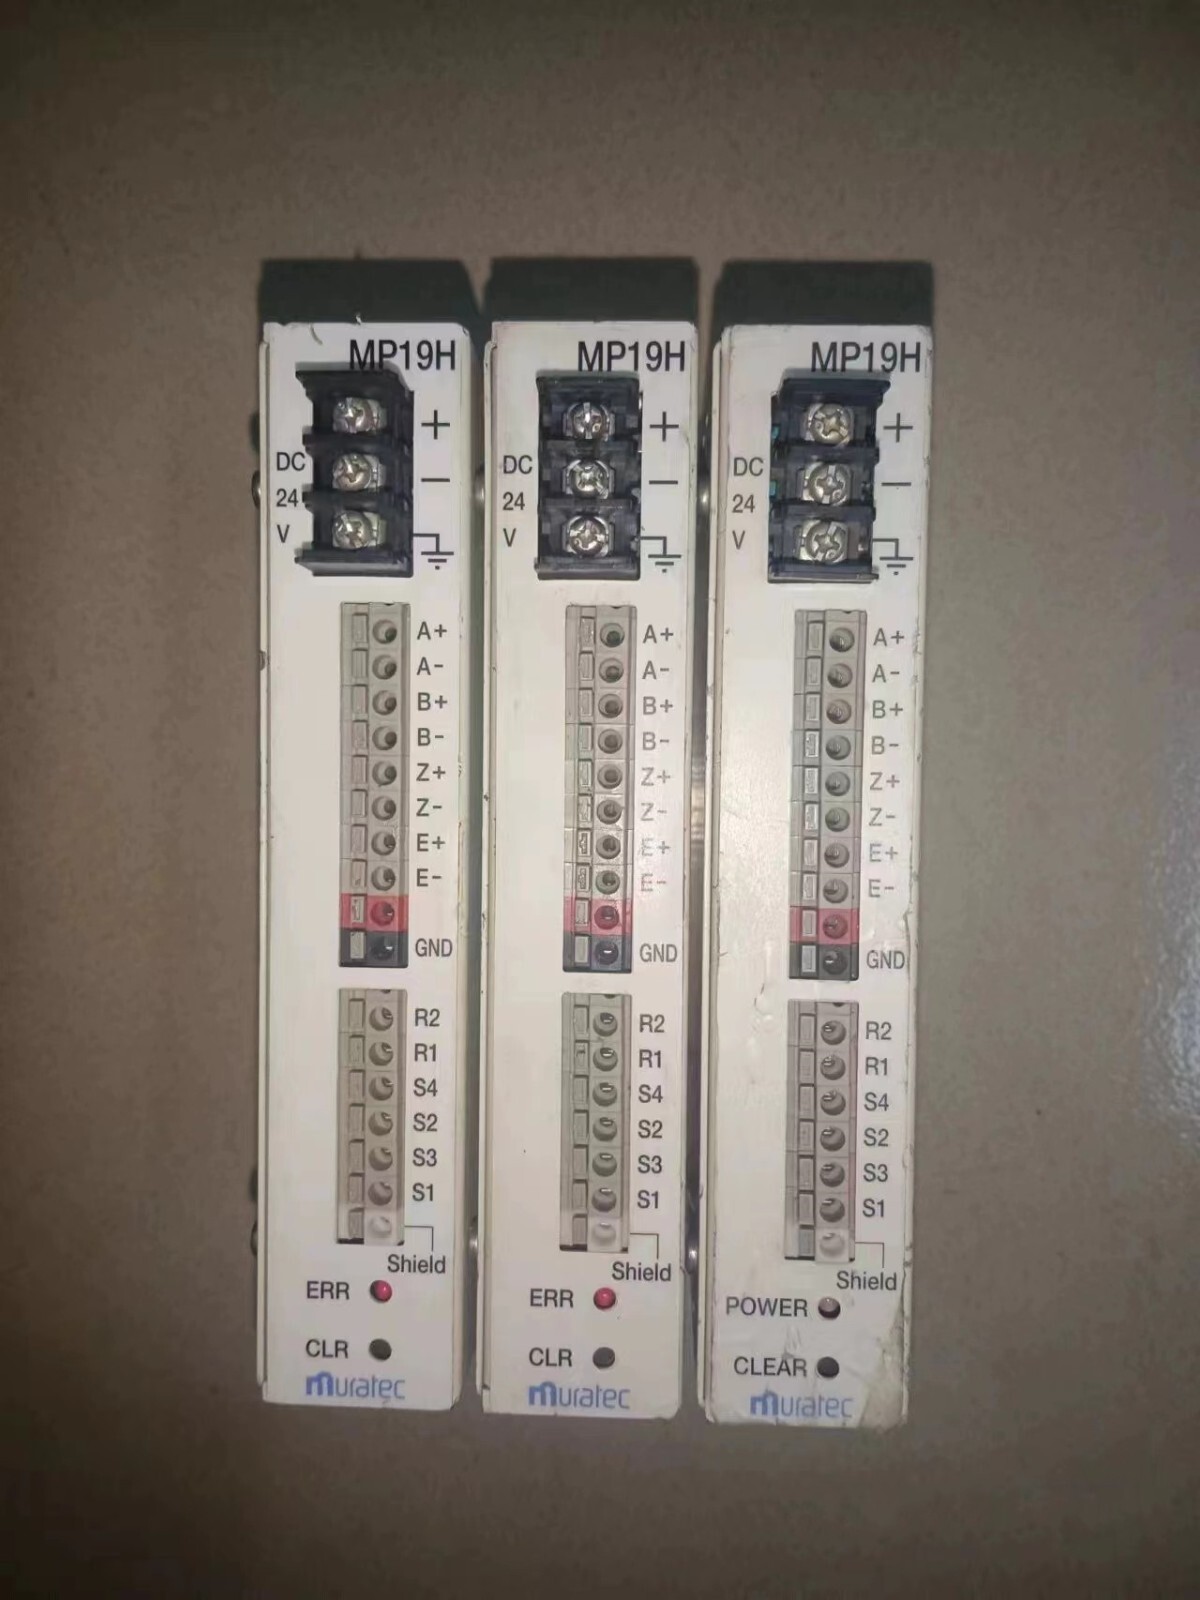 MP19H
+
DC
24
V
-
A+
A-
B+
B-
Z+
Z-
E+
E-
GND
R2
R1
S4
S2
S3
S1
Shield
ERR
CLR
muratec
MP19H
+
DC
24
V
-
A+
A-
B+
B-
Z+
Z-
E+
E-
GND
R2
R1
S4
S2
S3
S1
Shield
ERR
CLR
muratec
MP19H
+
DC
24
V
-
A+
A-
B+
B-
Z+
Z-
E+
E-
GND
R2
R1
S4
S2
S3
S1
Shield
POWER
CLEAR
muratec